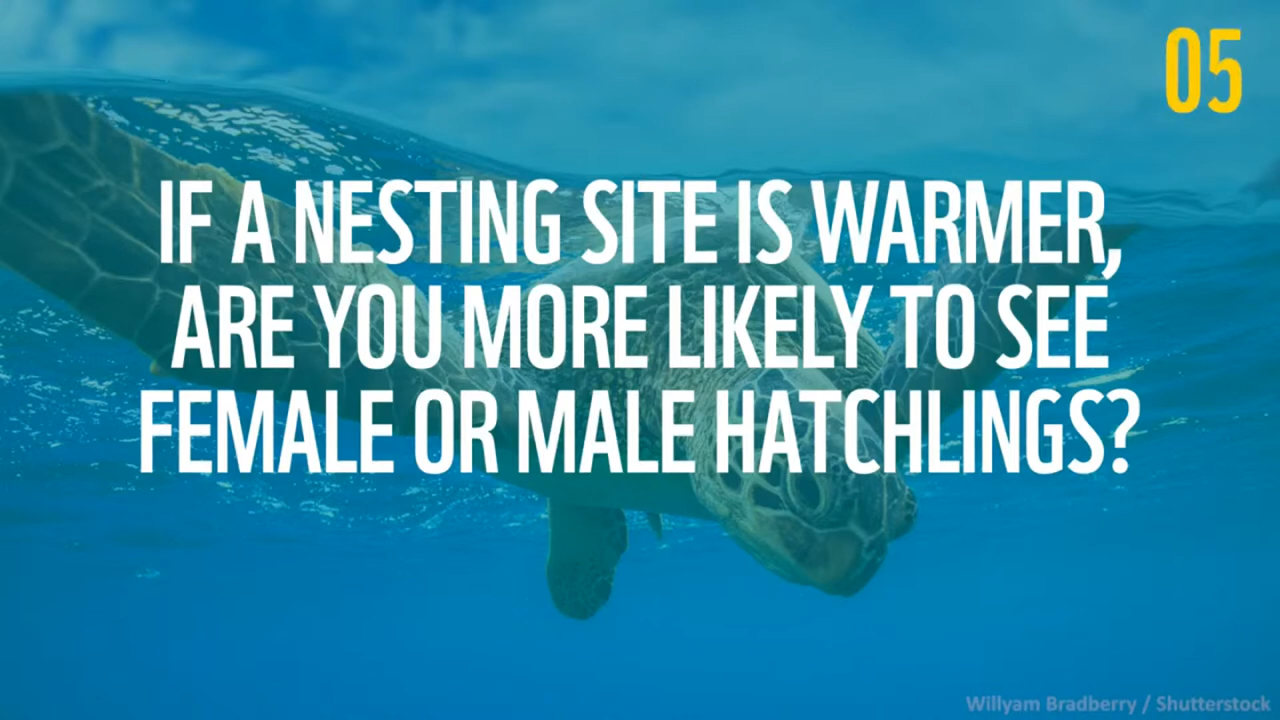 05
IF A NESTING SITE IS WARMER,
ARE YOU MORE LIKELY TO SEE
FEMALE OR MALE HATCHLINGS?
Willyam Bradberry / Shutterstock